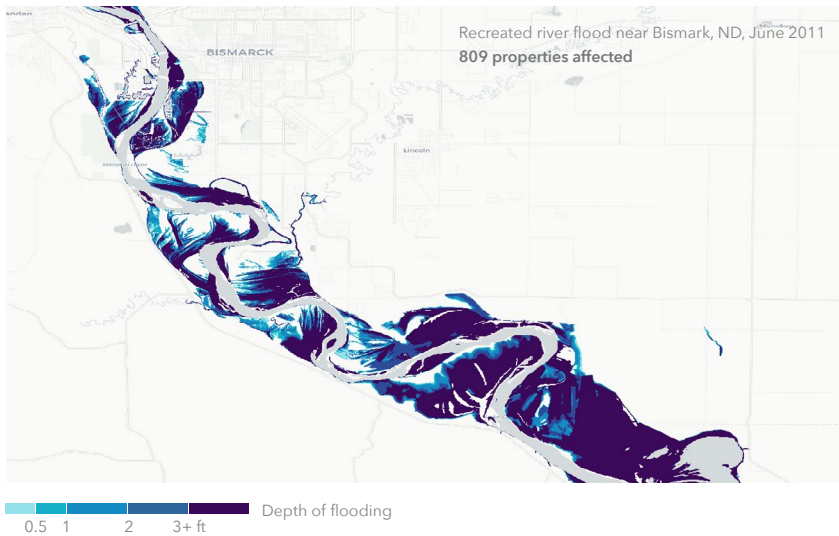 andan
BISMARCK
Recreated river flood near Bismark, ND, June 2011
809 properties affected
Lincoln
0.5 1 2 3+ ft
Depth of flooding